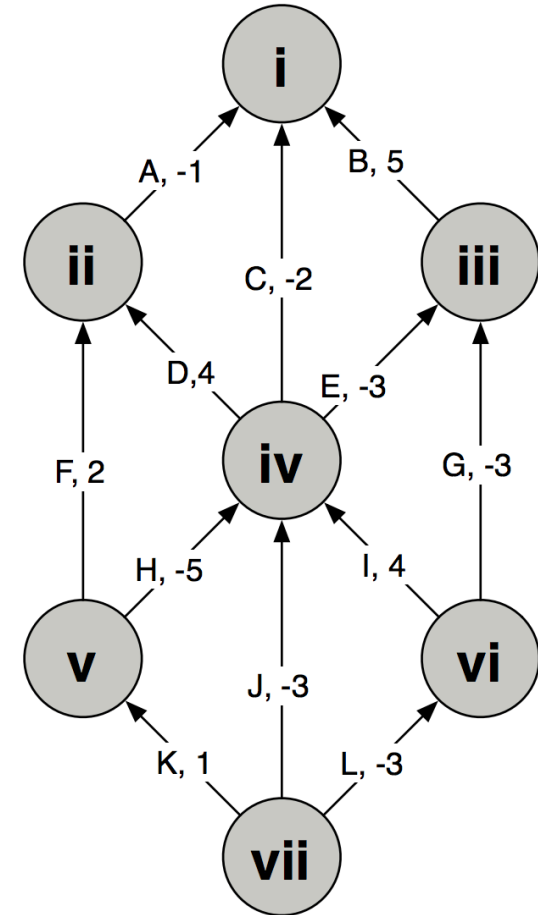 i
A, -1
B, 5
ii
C, -2
iii
D,4
E, -3
iv
F, 2
G, -3
H, -5
I, 4
v
J, -3
vi
K, 1
L, -3
vii